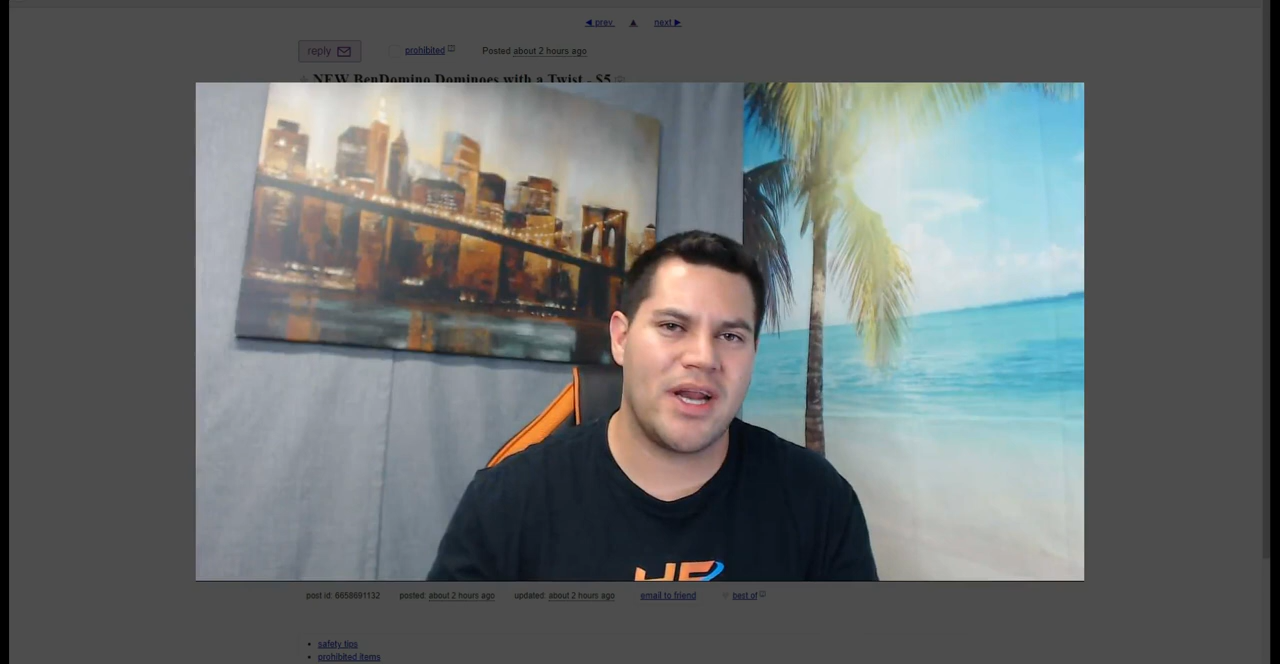 ◄ prev ▲ next ►
reply prohibited Posted about 2 hours ago
NEW BenDomino Dominoes with a Twist - $5
HF
post id: 6658691132 posted: about 2 hours ago updated: about 2 hours ago email to friend best of
• safety tips
• prohibited items